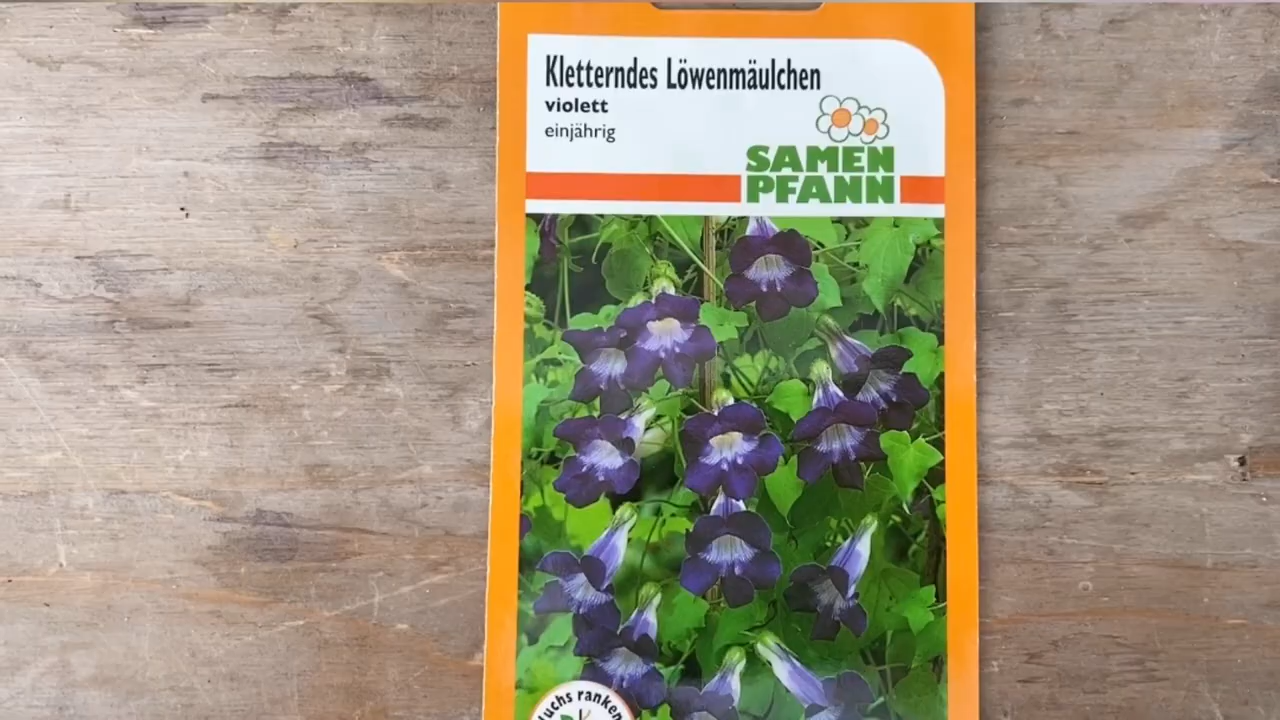 Kletterndes Löwenmäulchen
violett
einjährig
SAMEN
PFANN